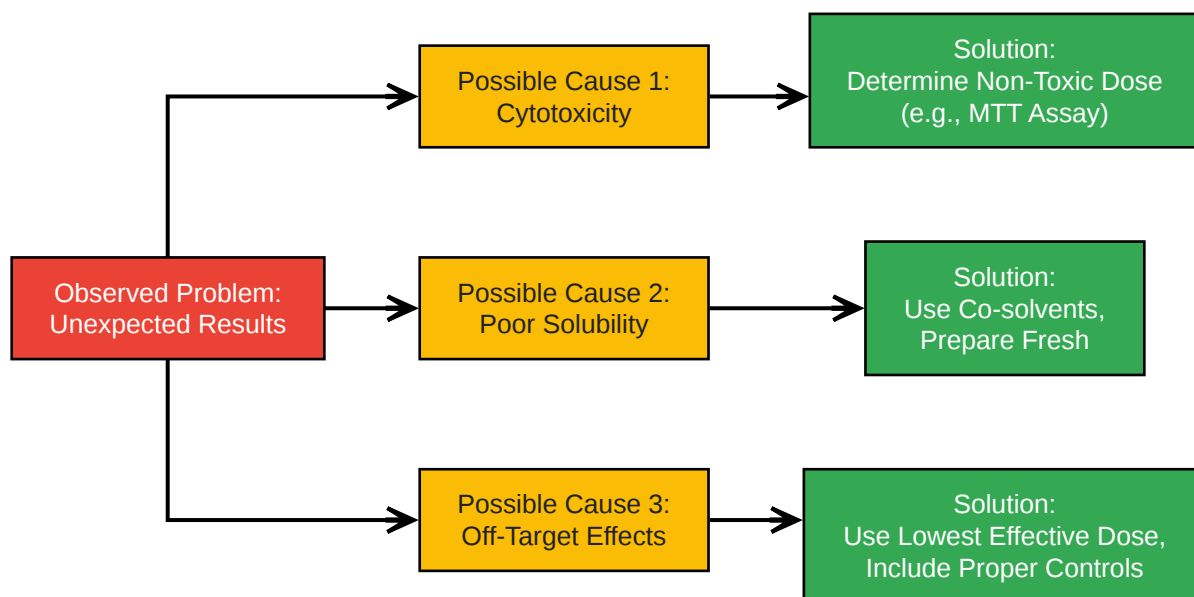 Observed Problem:
Unexpected Results
Possible Cause 1:
Cytotoxicity
Solution:
Determine Non-Toxic Dose
(e.g., MTT Assay)
Possible Cause 2:
Poor Solubility
Solution:
Use Co-solvents,
Prepare Fresh
Possible Cause 3:
Off-Target Effects
Solution:
Use Lowest Effective Dose,
Include Proper Controls